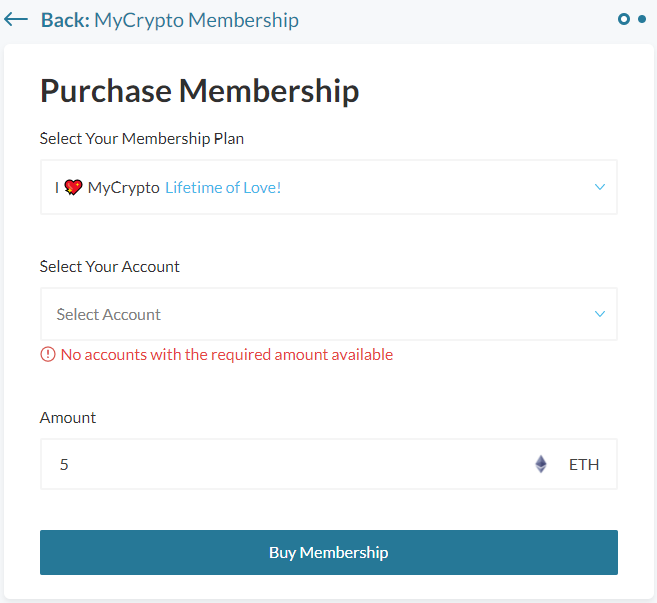 Back: MyCrypto Membership
Purchase Membership
Select Your Membership Plan
I 💘 MyCrypto Lifetime of Love!
Select Your Account
Select Account
No accounts with the required amount available
Amount
5 ETH
Buy Membership